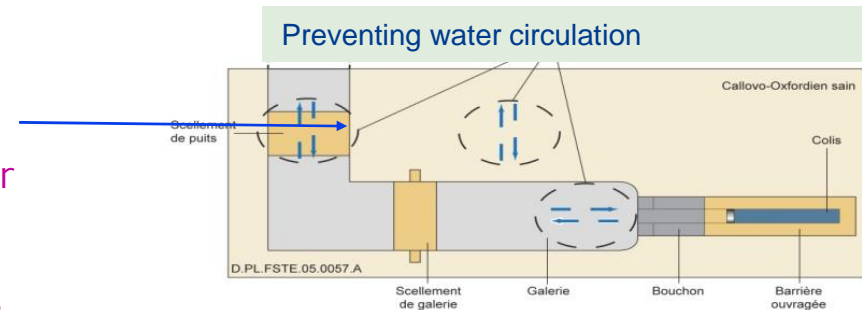 Preventing water circulation
Callovo-Oxfordien sain
Scellement
de puits
Colis
r
D.PL.FSTE.05.0057.A
Scellement
de galerie
Galerie
Bouchon
Barrière
ouvragée